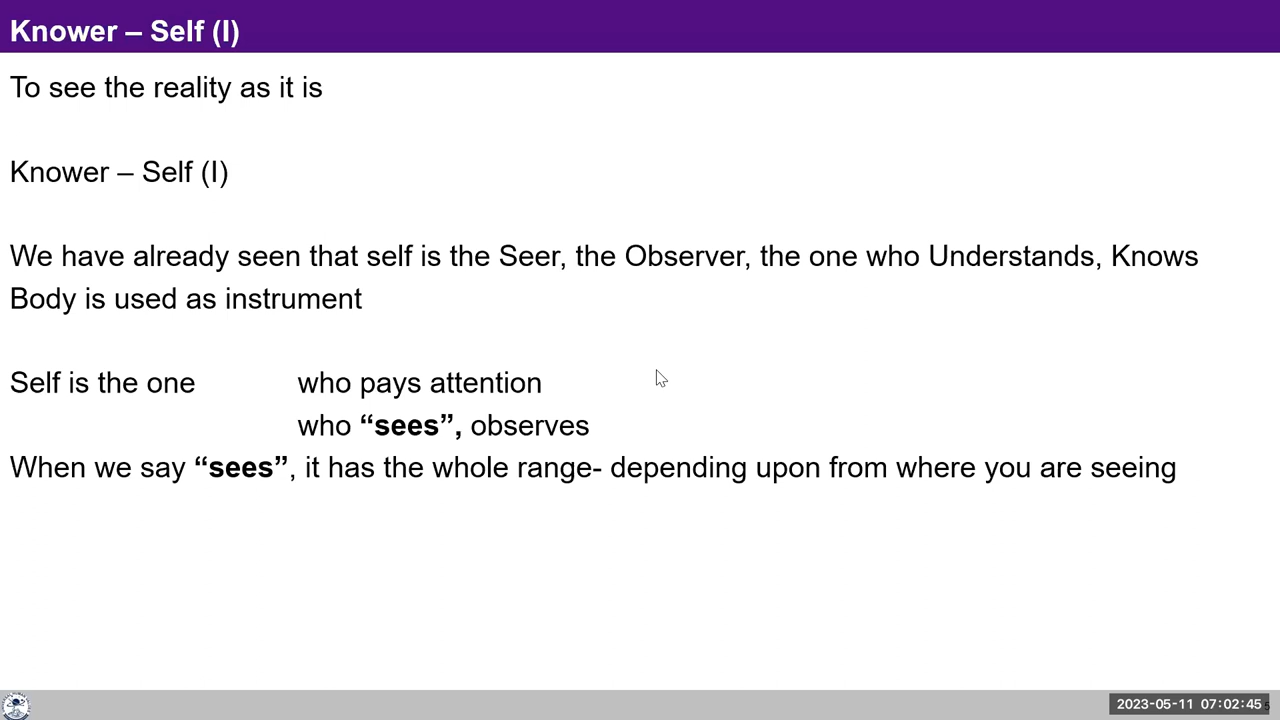 Knower – Self (I)
To see the reality as it is
Knower – Self (I)
We have already seen that self is the Seer, the Observer, the one who Understands, Knows
Body is used as instrument
Self is the one who pays attention
who “sees”, observes
When we say “sees”, it has the whole range- depending upon from where you are seeing
2023-05-11 07:02:45